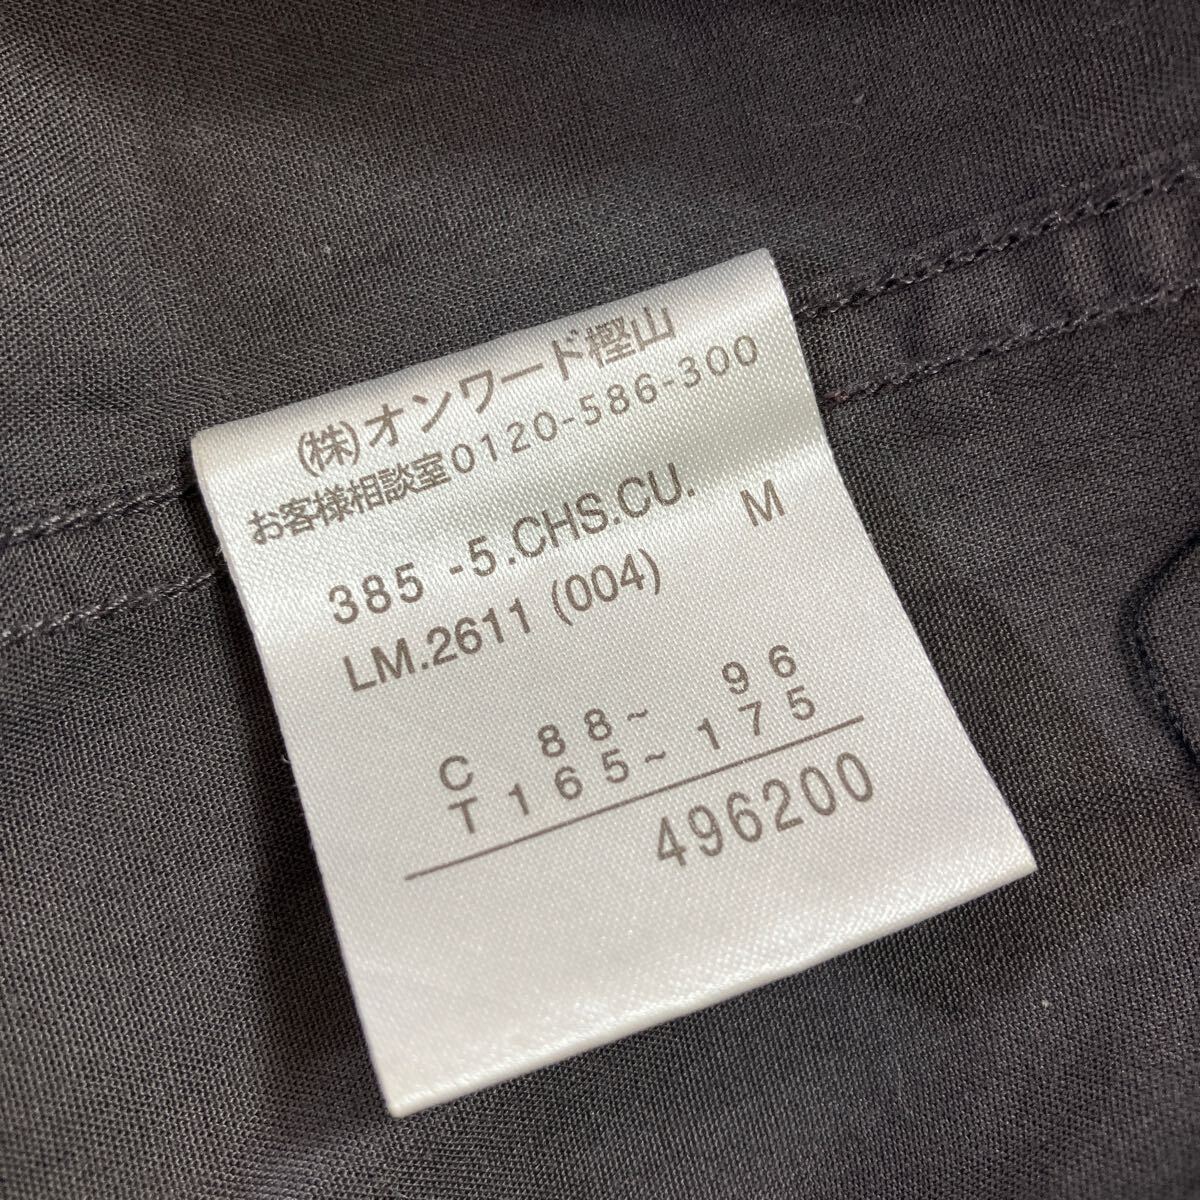 (株)オンワード樫山
お客様相談室0120-586-300
385 -5.CHS.CU.
LM.2611 (004) M
C 88~ 96
T 165~175
496200